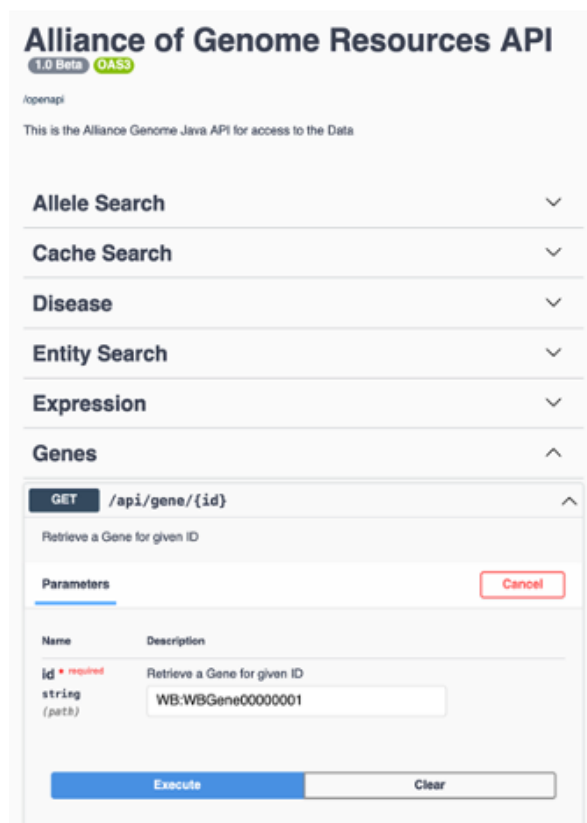 Alliance of Genome Resources API
1.0 Beta OAS3
/openapi
This is the Alliance Genome Java API for access to the Data
Allele Search
Cache Search
Disease
Entity Search
Expression
Genes
GET /api/gene/{id}
Retrieve a Gene for given ID
Parameters Cancel
Name Description
id * required Retrieve a Gene for given ID
string WB:WBGene00000001
(path)
Execute Clear